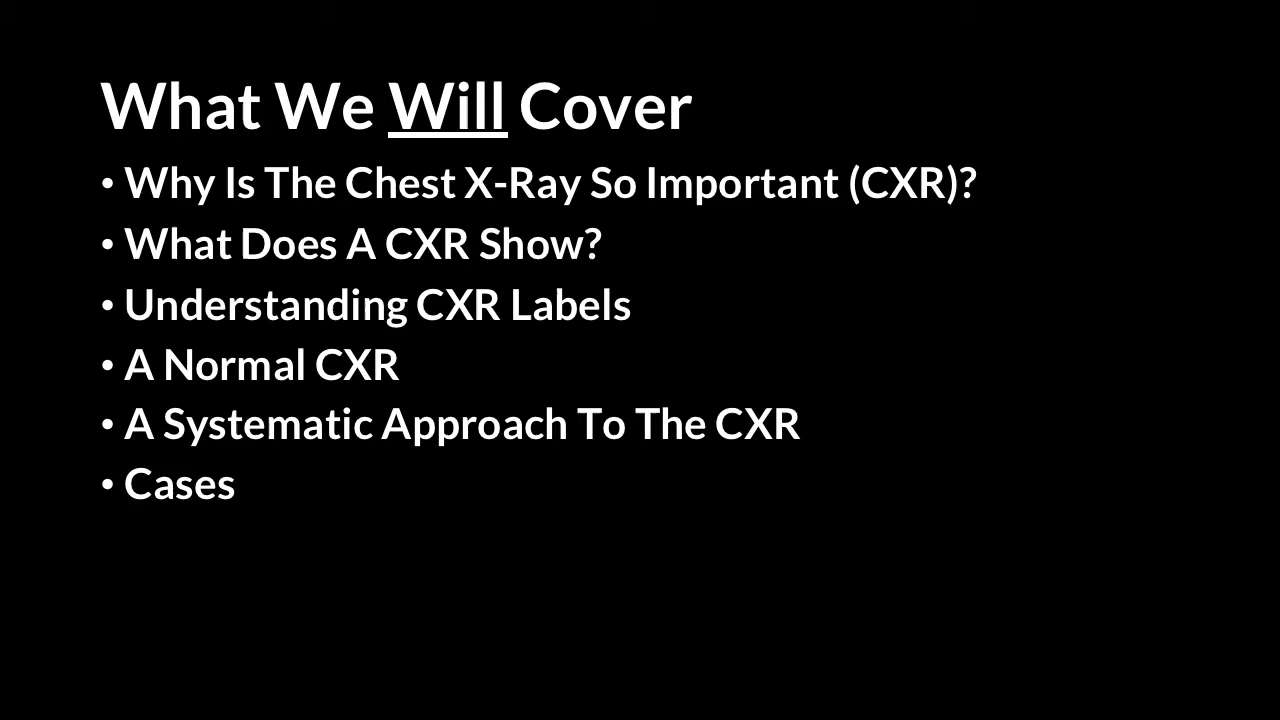 What We Will Cover
• Why Is The Chest X-Ray So Important (CXR)?
• What Does A CXR Show?
• Understanding CXR Labels
• A Normal CXR
• A Systematic Approach To The CXR
• Cases